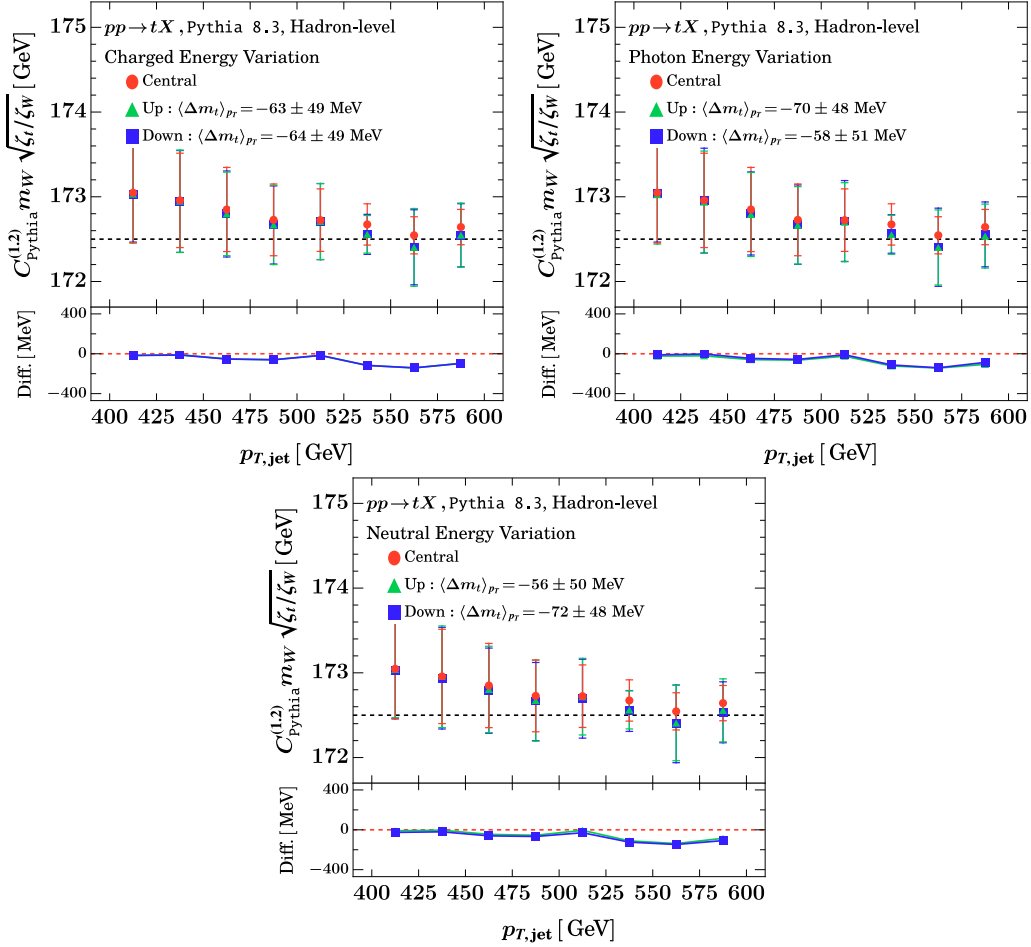 pp→tX , Pythia 8.3, Hadron-level
Charged Energy Variation
Central
Up : ⟨Δm_t⟩_{p_T} = −63 ± 49 MeV
Down : ⟨Δm_t⟩_{p_T} = −64 ± 49 MeV
C^{(1,2)}_{Pythia} m_W √ζ_t/ζ_W [GeV]
175
174
173
172
Diff. [MeV]
400
0
−400
400 425 450 475 500 525 550 575 600
p_{T,jet} [GeV]
pp→tX , Pythia 8.3, Hadron-level
Photon Energy Variation
Central
Up : ⟨Δm_t⟩_{p_T} = −70 ± 48 MeV
Down : ⟨Δm_t⟩_{p_T} = −58 ± 51 MeV
C^{(1,2)}_{Pythia} m_W √ζ_t/ζ_W [GeV]
175
174
173
172
Diff. [MeV]
400
0
−400
400 425 450 475 500 525 550 575 600
p_{T,jet} [GeV]
pp→tX , Pythia 8.3, Hadron-level
Neutral Energy Variation
Central
Up : ⟨Δm_t⟩_{p_T} = −56 ± 50 MeV
Down : ⟨Δm_t⟩_{p_T} = −72 ± 48 MeV
C^{(1,2)}_{Pythia} m_W √ζ_t/ζ_W [GeV]
175
174
173
172
Diff. [MeV]
400
0
−400
400 425 450 475 500 525 550 575 600
p_{T,jet} [GeV]